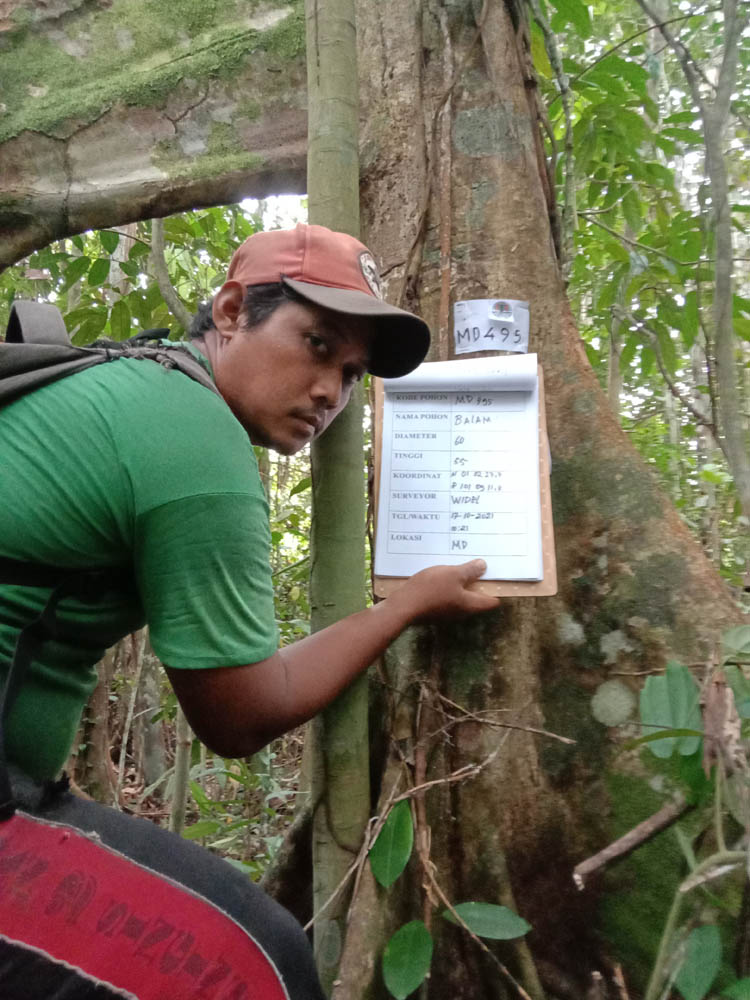 MD495
KODE POHON MD 495
NAMA POHON BALAM
DIAMETER 60
TINGGI 55
KOORDINAT
SURVEYOR WIDEL
TGL/WAKTU 17-10-2021
LOKASI MD